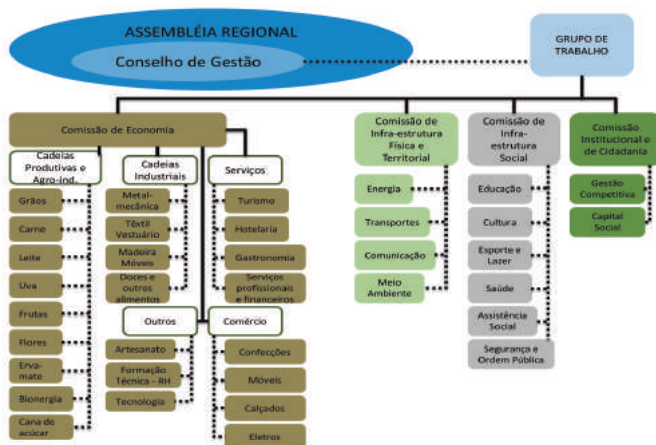 ASSEMBLÉIA REGIONAL
Conselho de Gestão
GRUPO DE
TRABALHO
Comissão de Economia
Cadeias
Produtivas e
Agro-ind.
Grãos
Carne
Leite
Uva
Frutas
Flores
Erva-
mate
Bionergia
Cana de
açúcar
Cadeias
Industriais
Metal-
mecânica
Têxtil
Vestuário
Madeira
Móveis
Doces e
outros
alimentos
Serviços
Turismo
Hotelaria
Gastronomia
Serviços
profissionais
e financeiros
Outros
Artesanato
Formação
Técnica - RH
Tecnologia
Comércio
Confecções
Móveis
Calçados
Eletros
Comissão de
Infra-estrutura
Física e
Territorial
Energia
Transportes
Comunicação
Meio
Ambiente
Comissão de
Infra-
estrutura
Social
Educação
Cultura
Esporte e
Lazer
Saúde
Assistência
Social
Segurança e
Ordem Pública
Comissão
Institucional e
de Cidadania
Gestão
Competitiva
Capital
Social